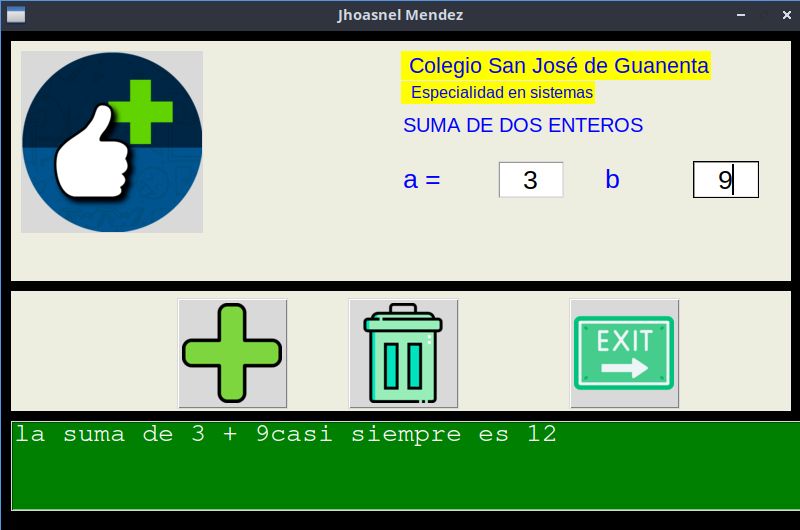 Jhoasnel Mendez
Colegio San José de Guanenta
Especialidad en sistemas
SUMA DE DOS ENTEROS
a = 3 b 9
EXIT
la suma de 3 + 9casi siempre es 12